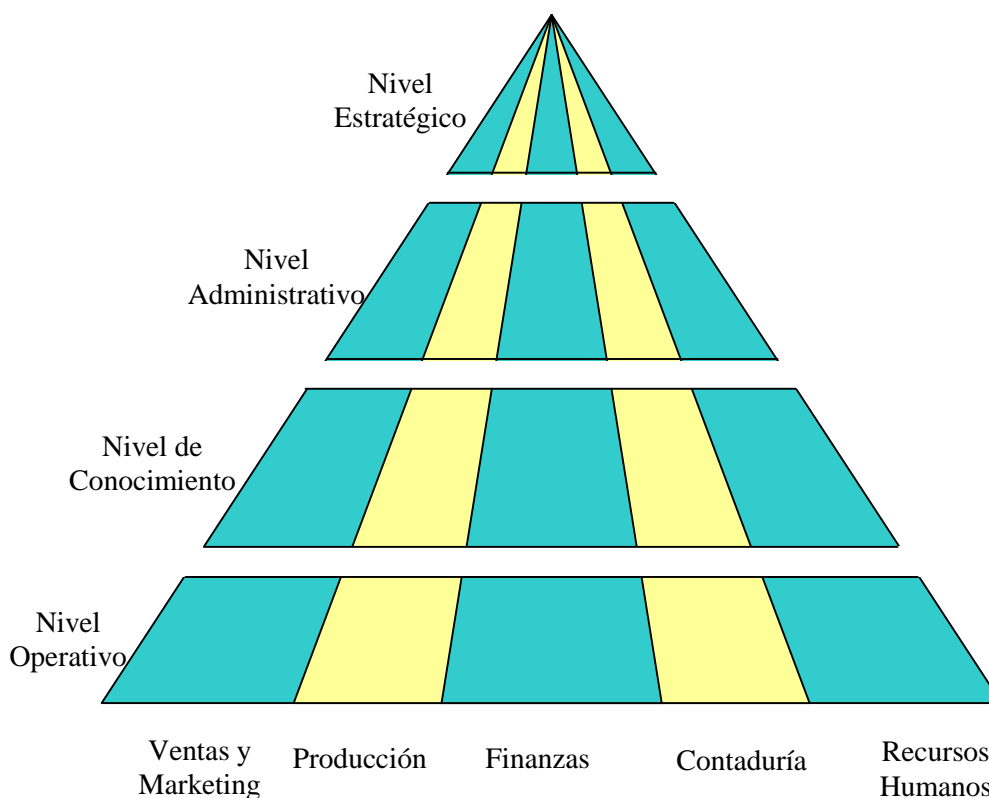 Nivel
Estratégico
Nivel
Administrativo
Nivel de
Conocimiento
Nivel
Operativo
Ventas y
Marketing
Producción
Finanzas
Contaduría
Recursos
Humanos